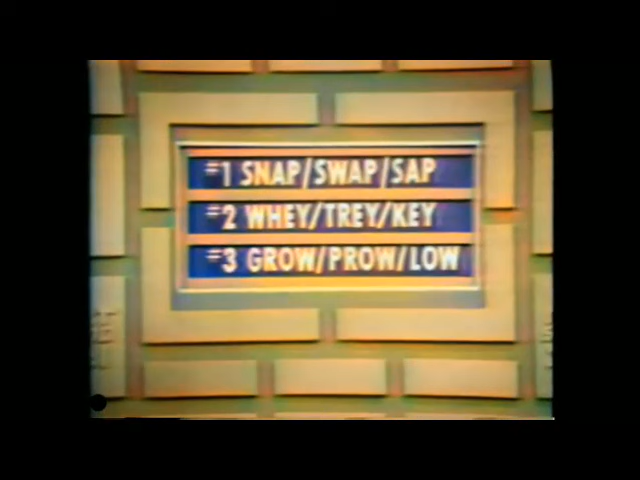 #1 SNAP/SWAP/SAP
#2 WHEY/TREY/KEY
#3 GROW/PROW/LOW